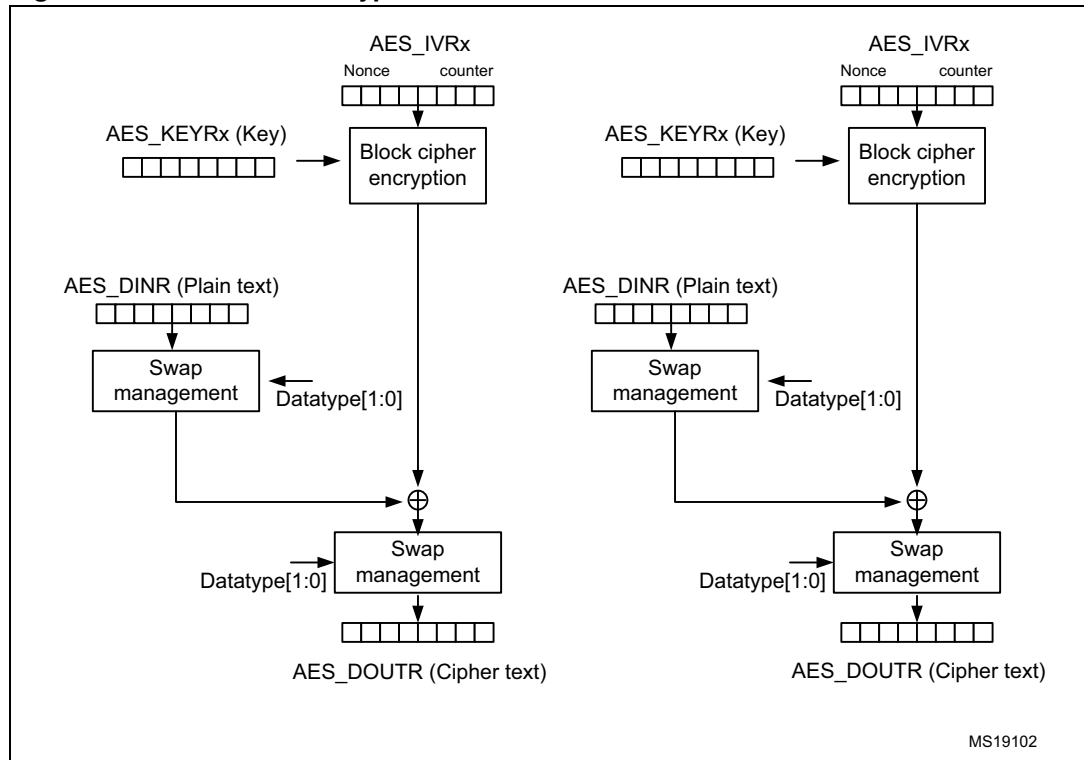 AES_IVRx
Nonce counter
AES_KEYRx (Key)
Block cipher
encryption
AES_DINR (Plain text)
Swap
management
Datatype[1:0]
Swap
management
Datatype[1:0]
AES_DOUTR (Cipher text)
AES_IVRx
Nonce counter
AES_KEYRx (Key)
Block cipher
encryption
AES_DINR (Plain text)
Swap
management
Datatype[1:0]
Swap
management
Datatype[1:0]
AES_DOUTR (Cipher text)
MS19102